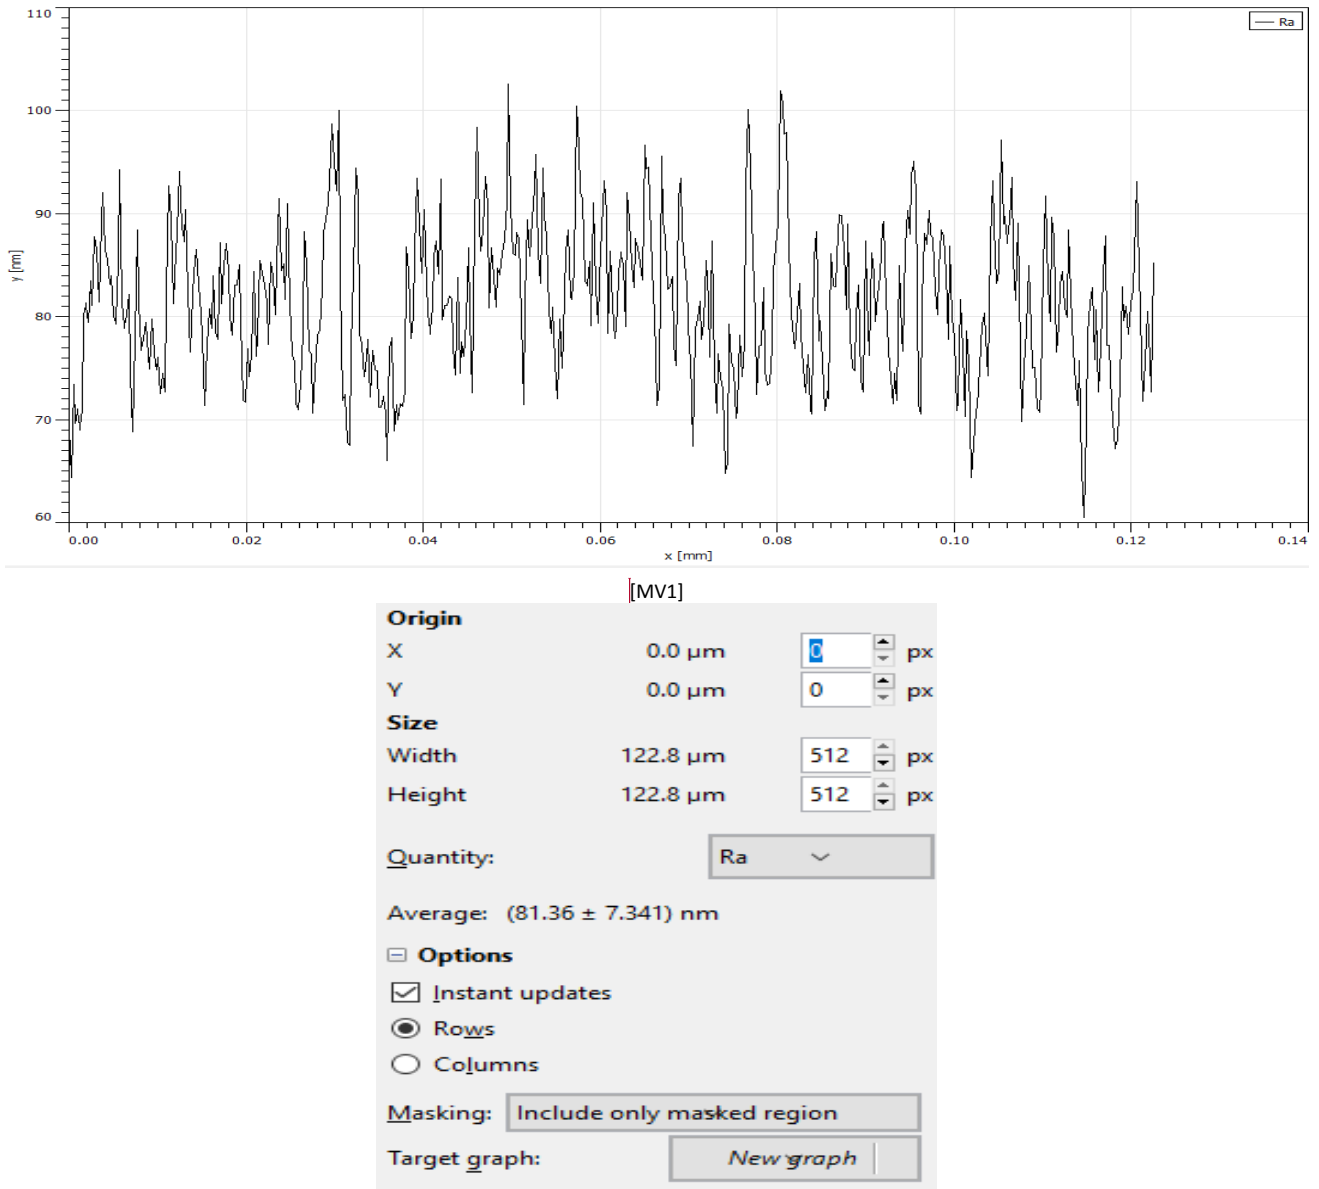 110
Ra
100
90
y [nm]
80
70
60
0.00 0.02 0.04 0.06 0.08 0.10 0.12 0.14
x [mm]
[MV1]
Origin
X 0.0 µm 0 px
Y 0.0 µm 0 px
Size
Width 122.8 µm 512 px
Height 122.8 µm 512 px
Quantity: Ra
Average: (81.36 ± 7.341) nm
Options
Instant updates
Rows
Columns
Masking: Include only masked region
Target graph: New graph